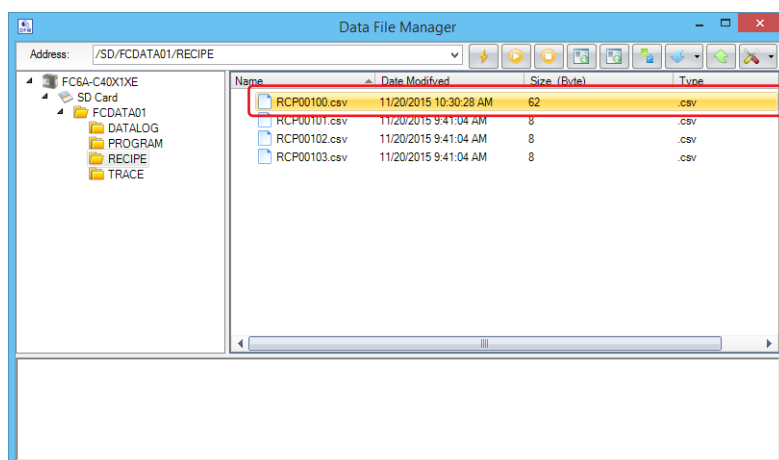 Data File Manager
Address: /SD/FCDATA01/RECIPE
FC6A-C40X1XE
SD Card
FCDATA01
DATALOG
PROGRAM
RECIPE
TRACE
Name Date Modifved Size (Byte) Type
RCP00100.csv 11/20/2015 10:30:28 AM 62 .csv
RCP00101.csv 11/20/2015 9:41:04 AM 8 .csv
RCP00102.csv 11/20/2015 9:41:04 AM 8 .csv
RCP00103.csv 11/20/2015 9:41:04 AM 8 .csv